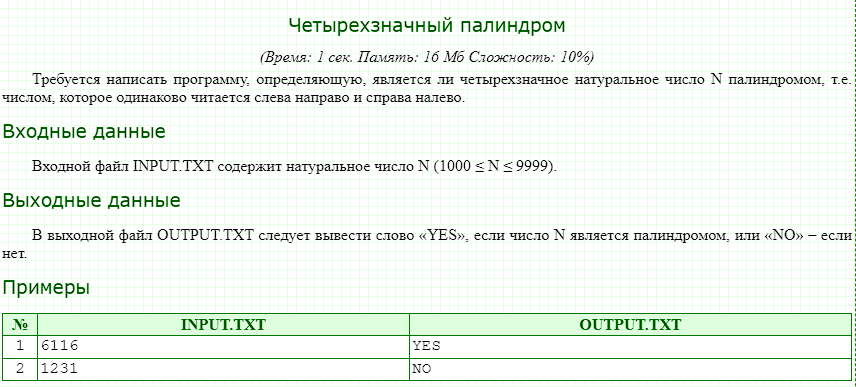 Четырехзначный палиндром
(Время: 1 сек. Память: 16 Мб Сложность: 10%)
Требуется написать программу, определяющую, является ли четырехзначное натуральное число N палиндромом, т.е.
числом, которое одинаково читается слева направо и справа налево.
Входные данные
Входной файл INPUT.TXT содержит натуральное число N (1000 ≤ N ≤ 9999).
Выходные данные
В выходной файл OUTPUT.TXT следует вывести слово «YES», если число N является палиндромом, или «NO» – если
нет.
Примеры
№ INPUT.TXT OUTPUT.TXT
1 6116 YES
2 1231 NO